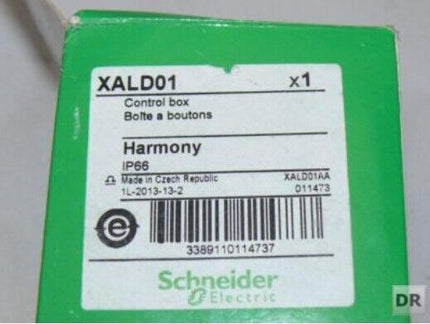 XALD01 x1
Control box
Boîte a boutons
Harmony
IP66
Made in Czech Republic XALD01AA
1L-2013-13-2 011473
e
3389110114737
Schneider
Electric
DR